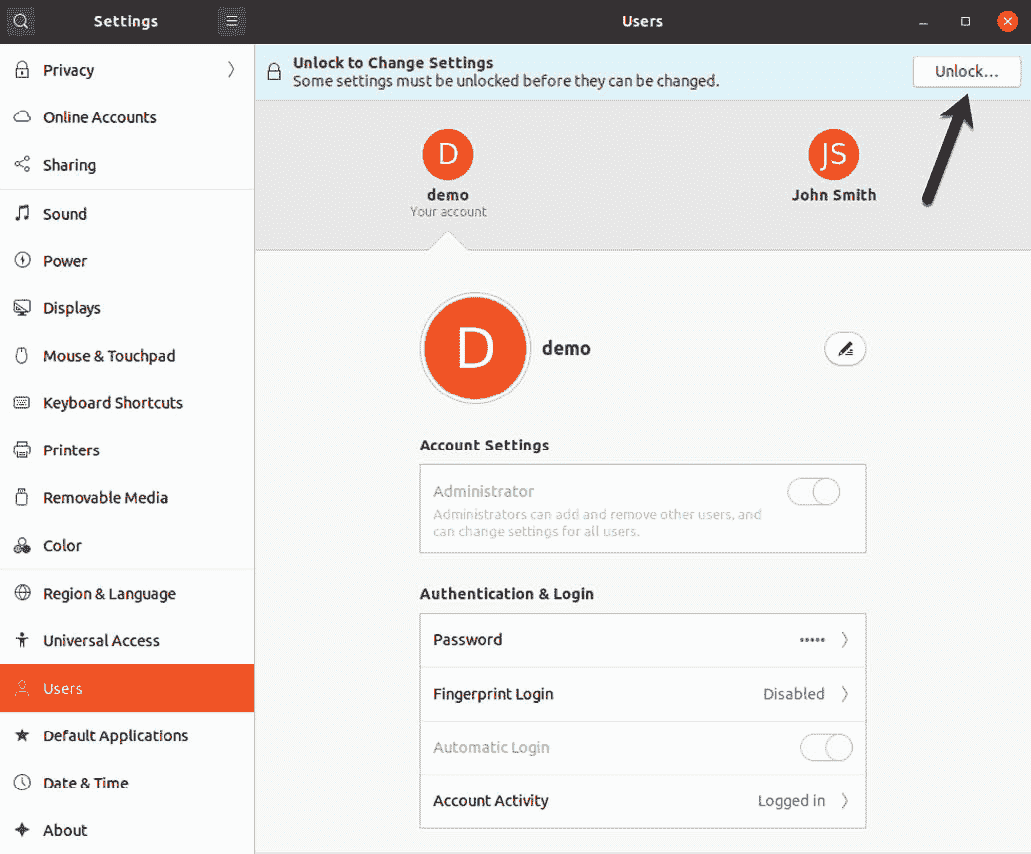 Settings
Users
Privacy
Online Accounts
Sharing
Sound
Power
Displays
Mouse & Touchpad
Keyboard Shortcuts
Printers
Removable Media
Color
Region & Language
Universal Access
Users
Default Applications
Date & Time
About
Unlock to Change Settings
Some settings must be unlocked before they can be changed.
Unlock...
D
demo
Your account
JS
John Smith
D
demo
Account Settings
Administrator
Administrators can add and remove other users, and
can change settings for all users.
Authentication & Login
Password •••••
Fingerprint Login Disabled
Automatic Login
Account Activity Logged in